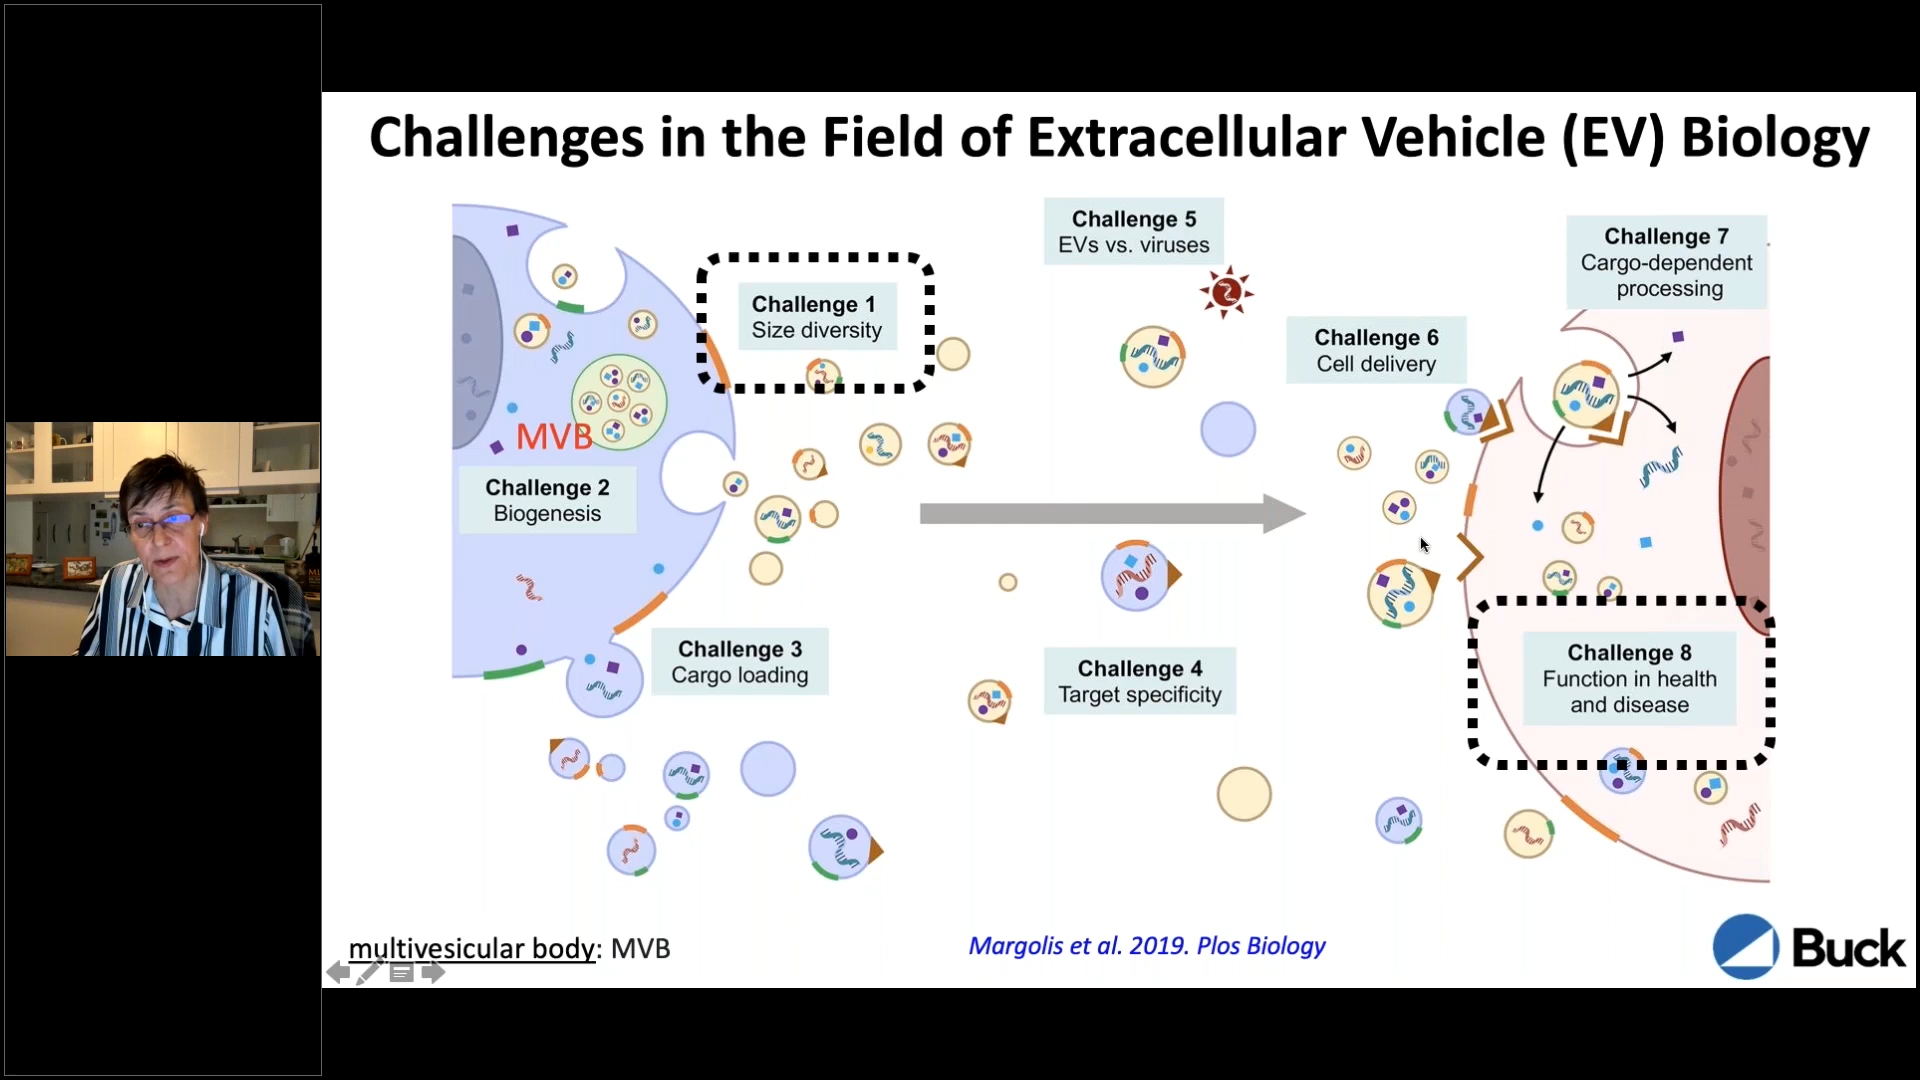 Challenges in the Field of Extracellular Vehicle (EV) Biology
Challenge 5
EVs vs. viruses
Challenge 7
Cargo-dependent
processing
Challenge 1
Size diversity
Challenge 6
Cell delivery
MVB
Challenge 2
Biogenesis
Challenge 3
Cargo loading
Challenge 4
Target specificity
Challenge 8
Function in health
and disease
multivesicular body: MVB
Margolis et al. 2019. Plos Biology
Buck